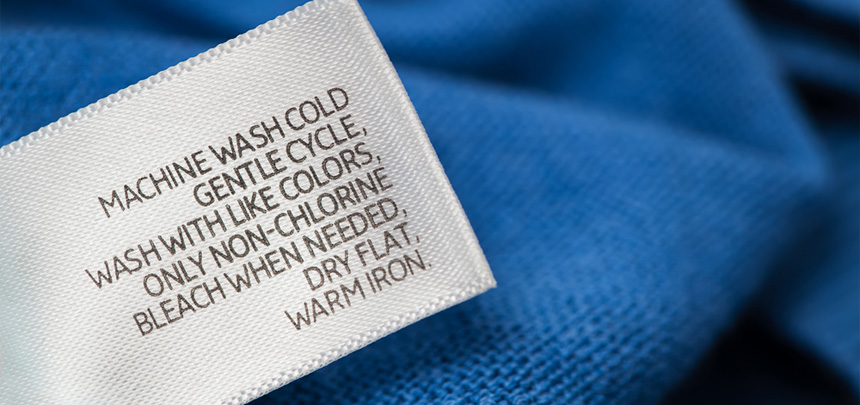 MACHINE WASH COLD
GENTLE CYCLE,
WASH WITH LIKE COLORS,
ONLY NON-CHLORINE
BLEACH WHEN NEEDED,
DRY FLAT,
WARM IRON.